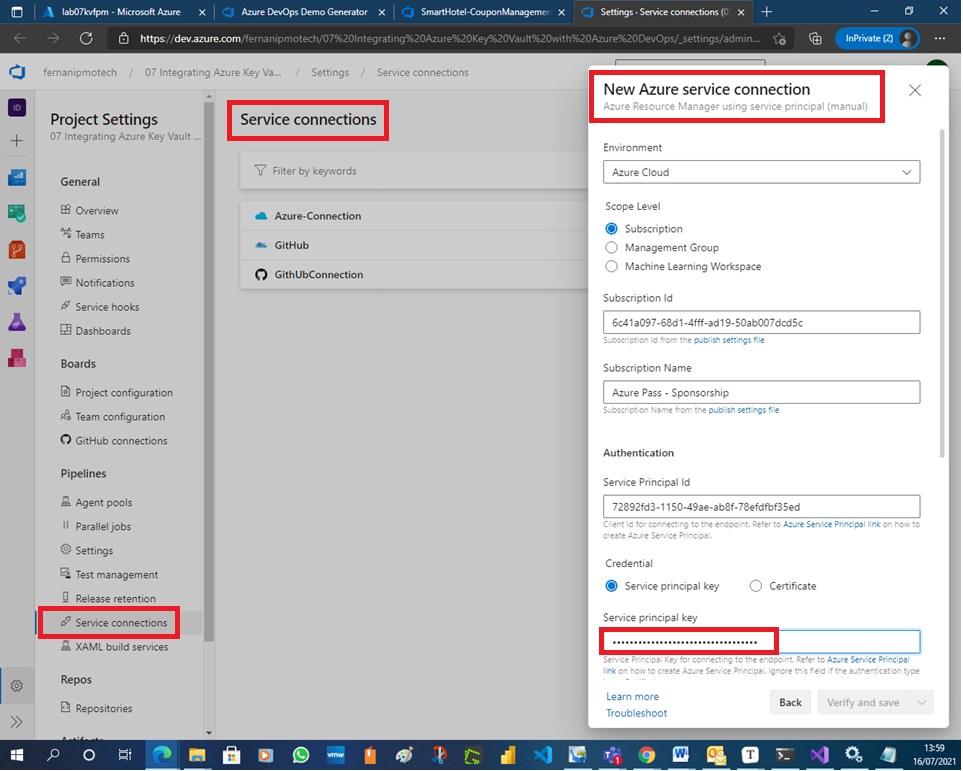 lab07kvfpm - Microsoft Azure
Azure DevOps Demo Generator
SmartHotel-CouponManagemen
Settings · Service connections (07
https://dev.azure.com/fernanipmotech/07%20Integrating%20Azure%20Key%20Vault%20with%20Azure%20DevOps/_settings/admin...
InPrivate (2)
fernanipmotech / 07 Integrating Azure Key Va... / Settings / Service connections
ID
Project Settings
07 Integrating Azure Key Vault ...
General
Overview
Teams
Permissions
Notifications
Service hooks
Dashboards
Boards
Project configuration
Team configuration
GitHub connections
Pipelines
Agent pools
Parallel jobs
Settings
Test management
Release retention
Service connections
XAML build services
Repos
Repositories
Artifacts
Service connections
Filter by keywords
Azure-Connection
GitHub
GithUbConnection
New Azure service connection
Azure Resource Manager using service principal (manual)
Environment
Azure Cloud
Scope Level
Subscription
Management Group
Machine Learning Workspace
Subscription Id
6c41a097-68d1-4fff-ad19-50ab007dcd5c
Subscription Id from the publish settings file
Subscription Name
Azure Pass - Sponsorship
Subscription Name from the publish settings file
Authentication
Service Principal Id
72892fd3-1150-49ae-ab8f-78efdfbf35ed
Client Id for connecting to the endpoint. Refer to Azure Service Principal link on how to
create Azure Service Principal.
Credential
Service principal key
Certificate
Service principal key
Service Principal Key for connecting to the endpoint. Refer to Azure Service Principal
link on how to create Azure Service Principal. Ignore this field if the authentication type
Learn more
Troubleshoot
Back
Verify and save
vmw
13:59
16/07/2021